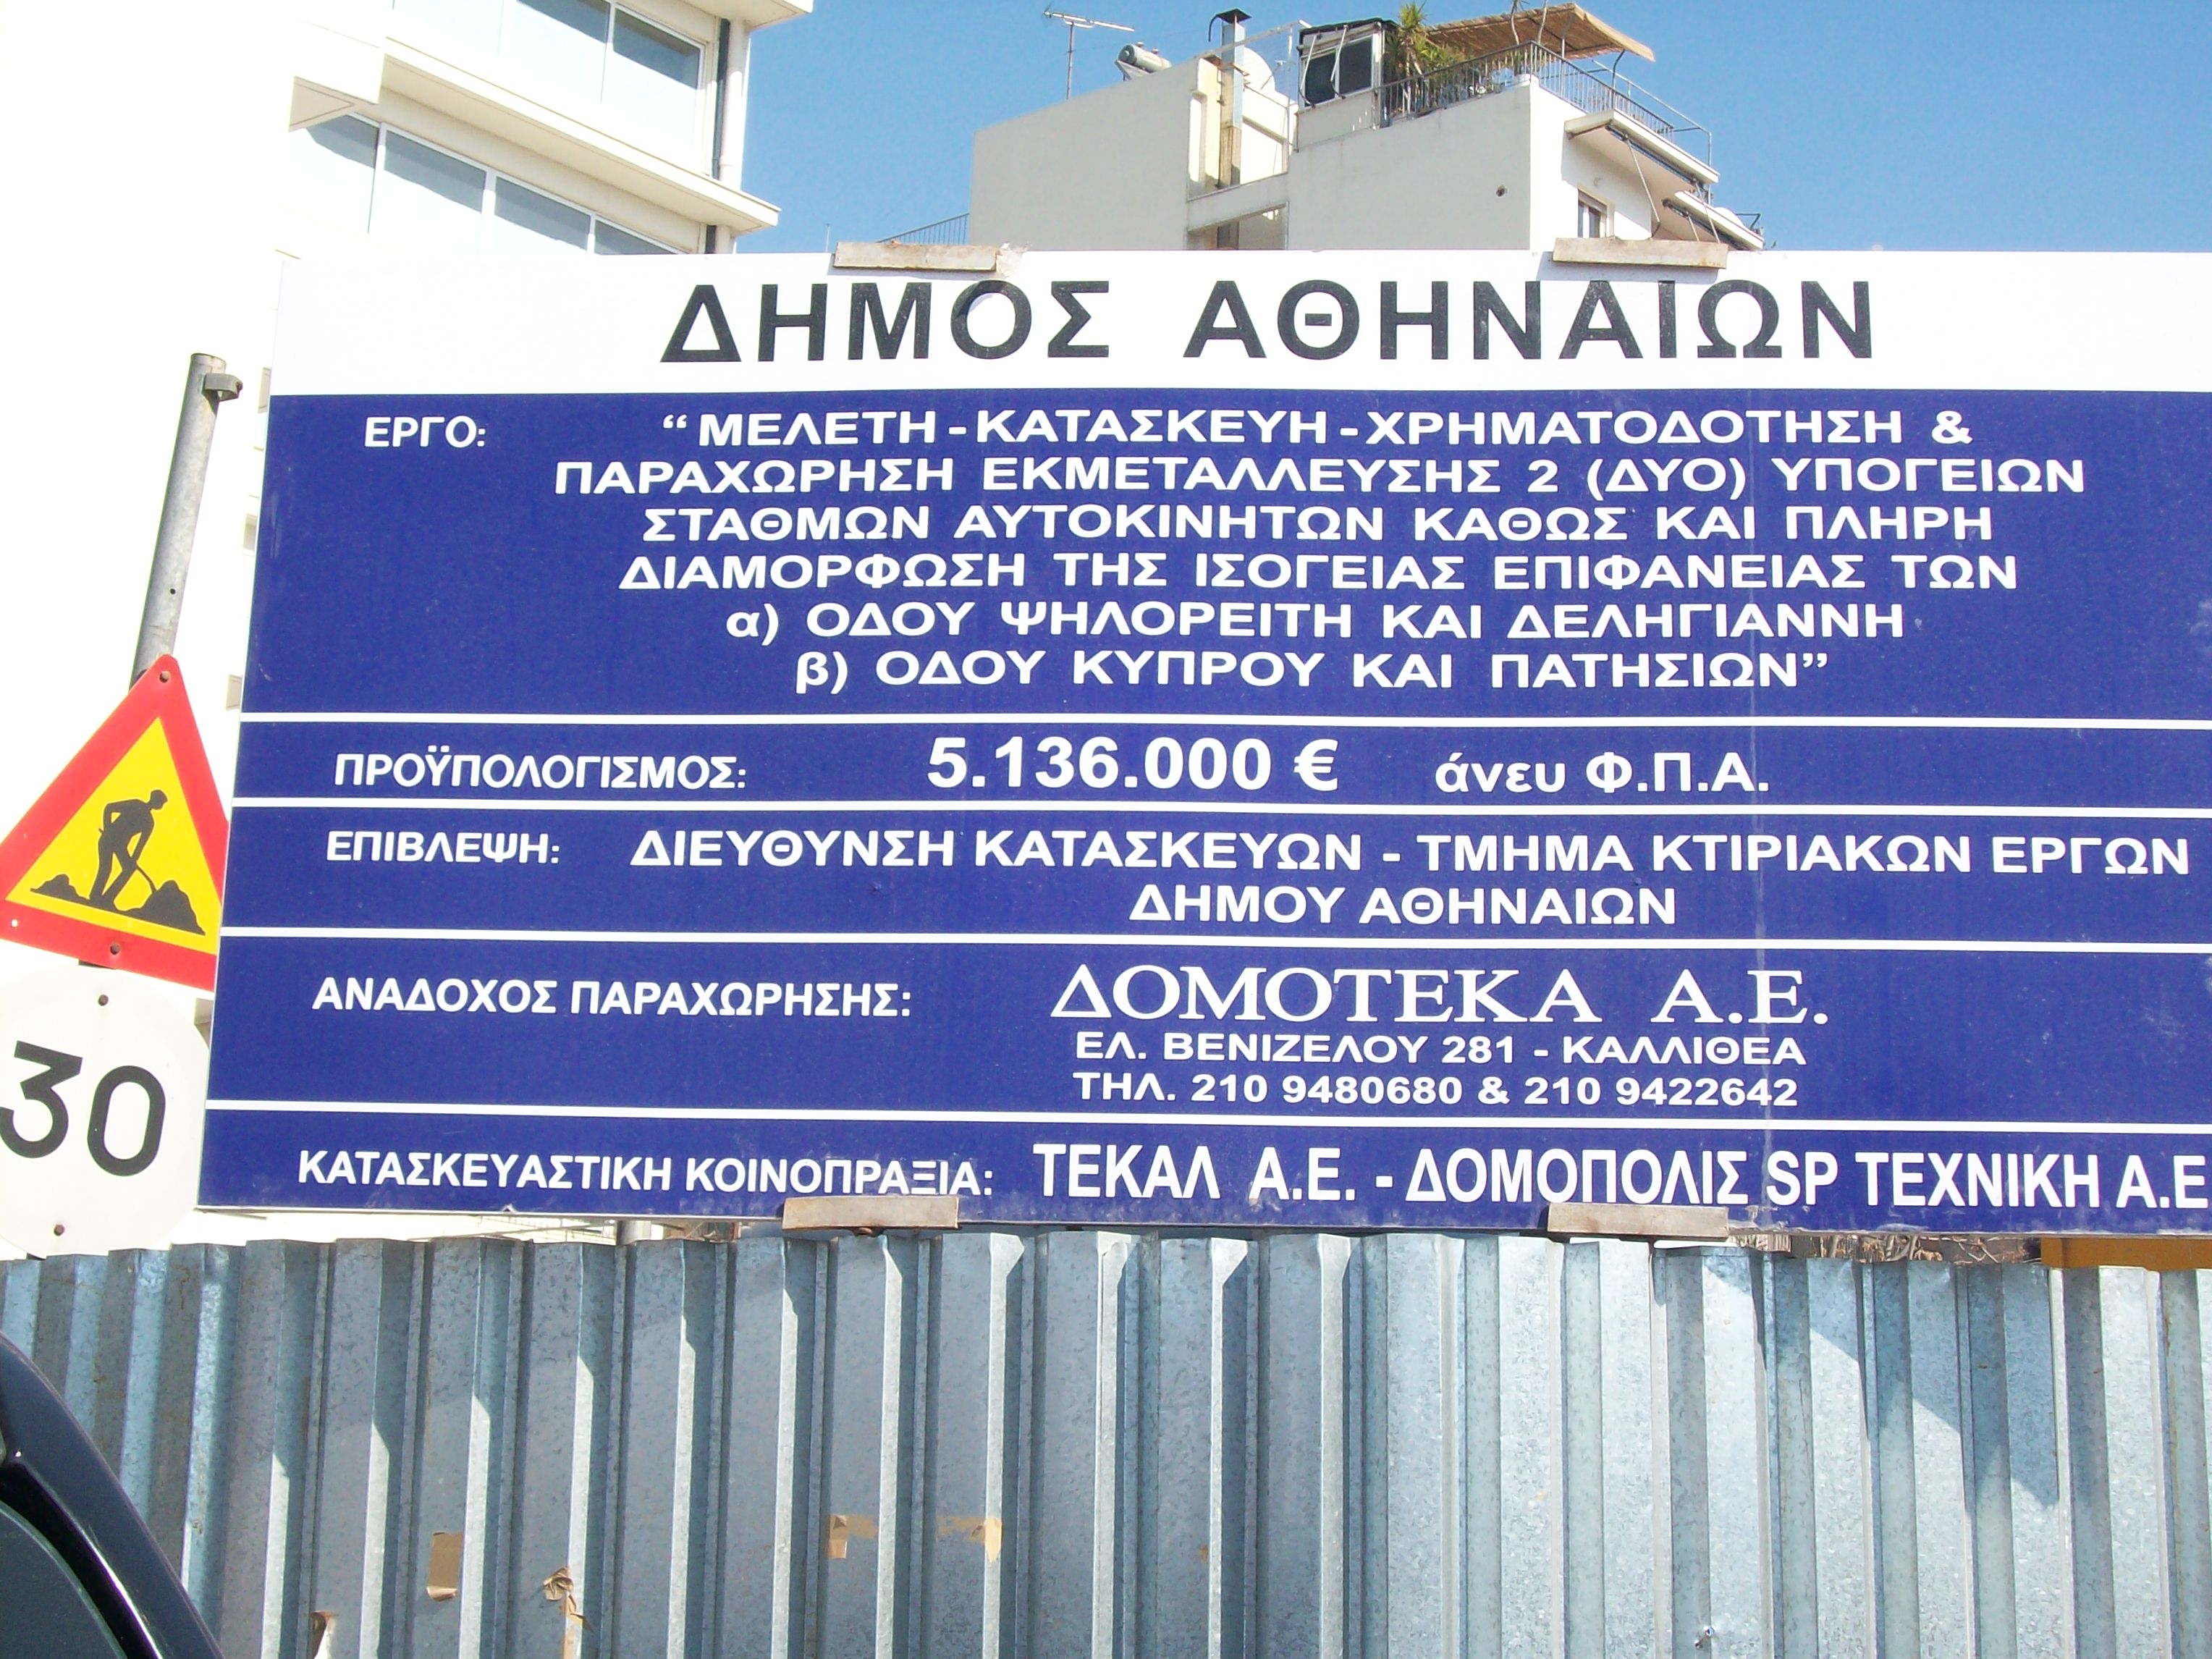 ΔΗΜΟΣ ΑΘΗΝΑΙΩΝ
ΕΡΓΟ: “ΜΕΛΕΤΗ - ΚΑΤΑΣΚΕΥΗ - ΧΡΗΜΑΤΟΔΟΤΗΣΗ &
ΠΑΡΑΧΩΡΗΣΗ ΕΚΜΕΤΑΛΛΕΥΣΗΣ 2 (ΔΥΟ) ΥΠΟΓΕΙΩΝ
ΣΤΑΘΜΩΝ ΑΥΤΟΚΙΝΗΤΩΝ ΚΑΘΩΣ ΚΑΙ ΠΛΗΡΗ
ΔΙΑΜΟΡΦΩΣΗ ΤΗΣ ΙΣΟΓΕΙΑΣ ΕΠΙΦΑΝΕΙΑΣ ΤΩΝ
α) ΟΔΟΥ ΨΗΛΟΡΕΙΤΗ ΚΑΙ ΔΕΛΗΓΙΑΝΝΗ
β) ΟΔΟΥ ΚΥΠΡΟΥ ΚΑΙ ΠΑΤΗΣΙΩΝ”
ΠΡΟΫΠΟΛΟΓΙΣΜΟΣ: 5.136.000 € άνευ Φ.Π.Α.
ΕΠΙΒΛΕΨΗ: ΔΙΕΥΘΥΝΣΗ ΚΑΤΑΣΚΕΥΩΝ - ΤΜΗΜΑ ΚΤΙΡΙΑΚΩΝ ΕΡΓΩΝ
ΔΗΜΟΥ ΑΘΗΝΑΙΩΝ
ΑΝΑΔΟΧΟΣ ΠΑΡΑΧΩΡΗΣΗΣ: ΔΟΜΟΤΕΚΑ Α.Ε.
ΕΛ. ΒΕΝΙΖΕΛΟΥ 281 - ΚΑΛΛΙΘΕΑ
ΤΗΛ. 210 9480680 & 210 9422642
ΚΑΤΑΣΚΕΥΑΣΤΙΚΗ ΚΟΙΝΟΠΡΑΞΙΑ: ΤΕΚΑΛ Α.Ε. - ΔΟΜΟΠΟΛΙΣ SP ΤΕΧΝΙΚΗ Α.Ε
30